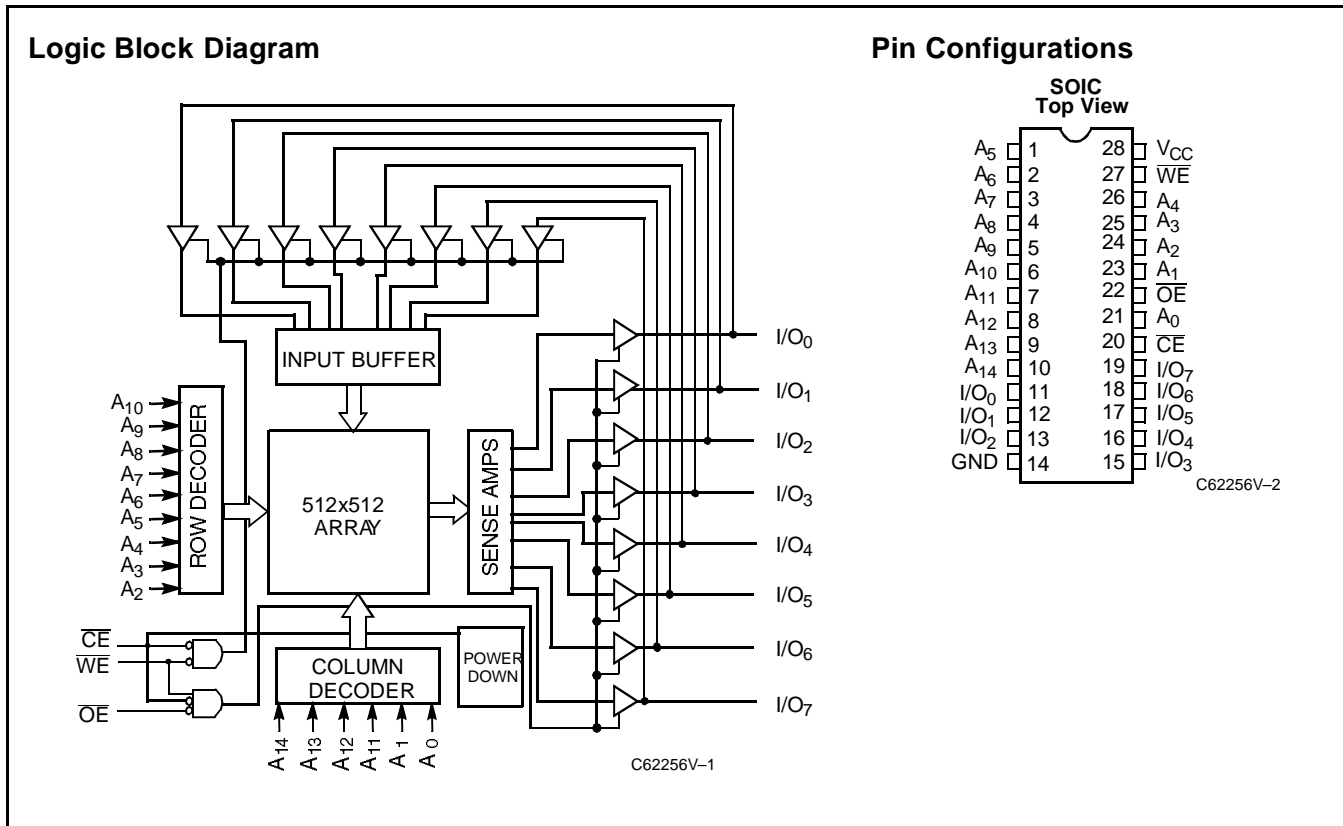 Logic Block Diagram
INPUT BUFFER
A10
A9
A8
A7
A6
A5
A4
A3
A2
ROW DECODER
512x512
ARRAY
SENSE AMPS
I/O0
I/O1
I/O2
I/O3
I/O4
I/O5
I/O6
I/O7
CE
WE
OE
COLUMN
DECODER
POWER
DOWN
A14
A13
A12
A11
A1
A0
C62256V–1
Pin Configurations
SOIC
Top View
A5 1 28 VCC
A6 2 27 WE
A7 3 26 A4
A8 4 25 A3
A9 5 24 A2
A10 6 23 A1
A11 7 22 OE
A12 8 21 A0
A13 9 20 CE
A14 10 19 I/O7
I/O0 11 18 I/O6
I/O1 12 17 I/O5
I/O2 13 16 I/O4
GND 14 15 I/O3
C62256V–2